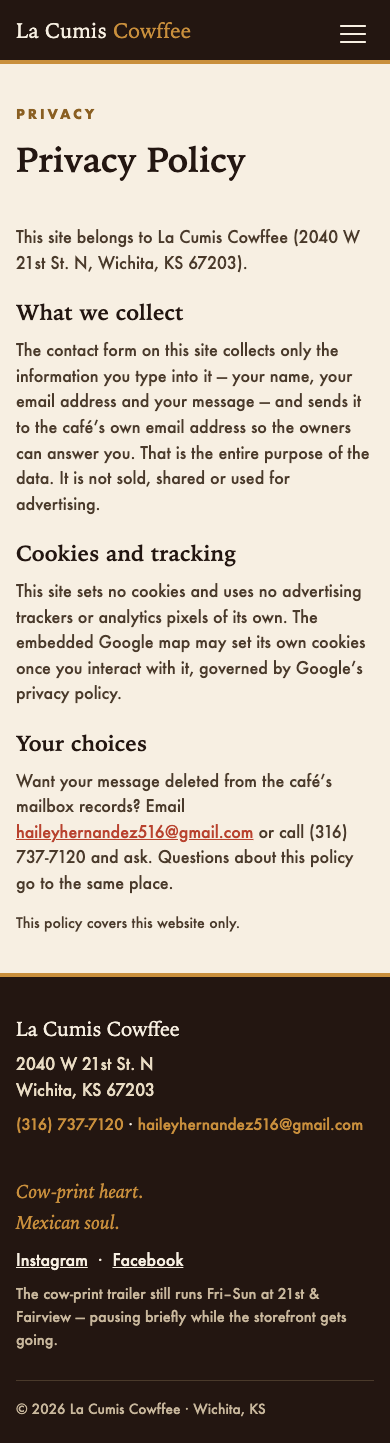 La Cumis Cowffee
PRIVACY
Privacy Policy
This site belongs to La Cumis Cowffee (2040 W
21st St. N, Wichita, KS 67203).
What we collect
The contact form on this site collects only the
information you type into it — your name, your
email address and your message — and sends it
to the café’s own email address so the owners
can answer you. That is the entire purpose of the
data. It is not sold, shared or used for
advertising.
Cookies and tracking
This site sets no cookies and uses no advertising
trackers or analytics pixels of its own. The
embedded Google map may set its own cookies
once you interact with it, governed by Google’s
privacy policy.
Your choices
Want your message deleted from the café’s
mailbox records? Email
haileyhernandez516@gmail.com or call (316)
737-7120 and ask. Questions about this policy
go to the same place.
This policy covers this website only.
La Cumis Cowffee
2040 W 21st St. N
Wichita, KS 67203
(316) 737-7120 · haileyhernandez516@gmail.com
Cow-print heart.
Mexican soul.
Instagram · Facebook
The cow-print trailer still runs Fri–Sun at 21st &
Fairview — pausing briefly while the storefront gets
going.
© 2026 La Cumis Cowffee · Wichita, KS